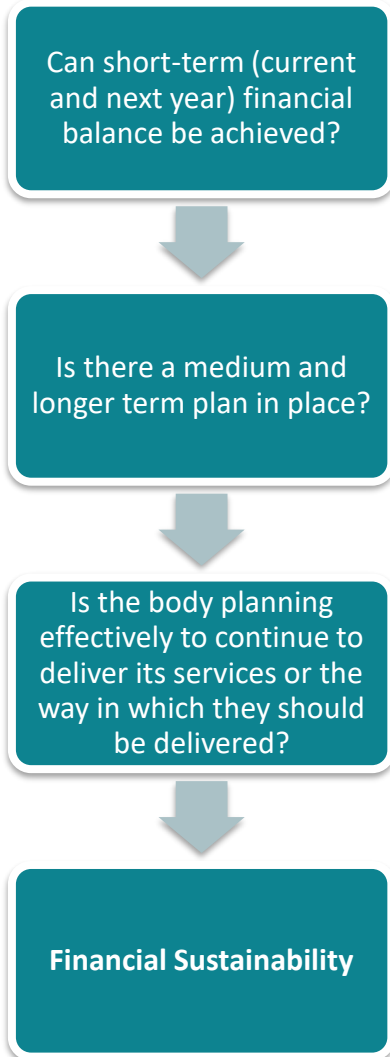 Can short-term (current
and next year) financial
balance be achieved?
Is there a medium and
longer term plan in place?
Is the body planning
effectively to continue to
deliver its services or the
way in which they should
be delivered?
Financial Sustainability